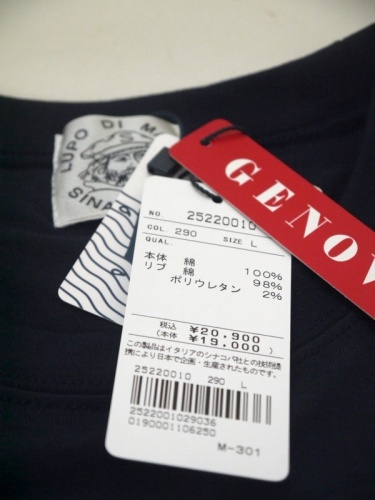 LUPO DI M
SINA
GENOV
NO. 25220010
COL 290 SIZE L
QUAL.
本体 綿 100%
リブ 綿 98%
ポリウレタン 2%
税込 ¥20,900
(本体 ¥19,000)
この製品はイタリアのシナコバ社との技術提
携により日本で企画・生産されたものです。
25220010 290 L
2522001029036
0190001106250
M-301